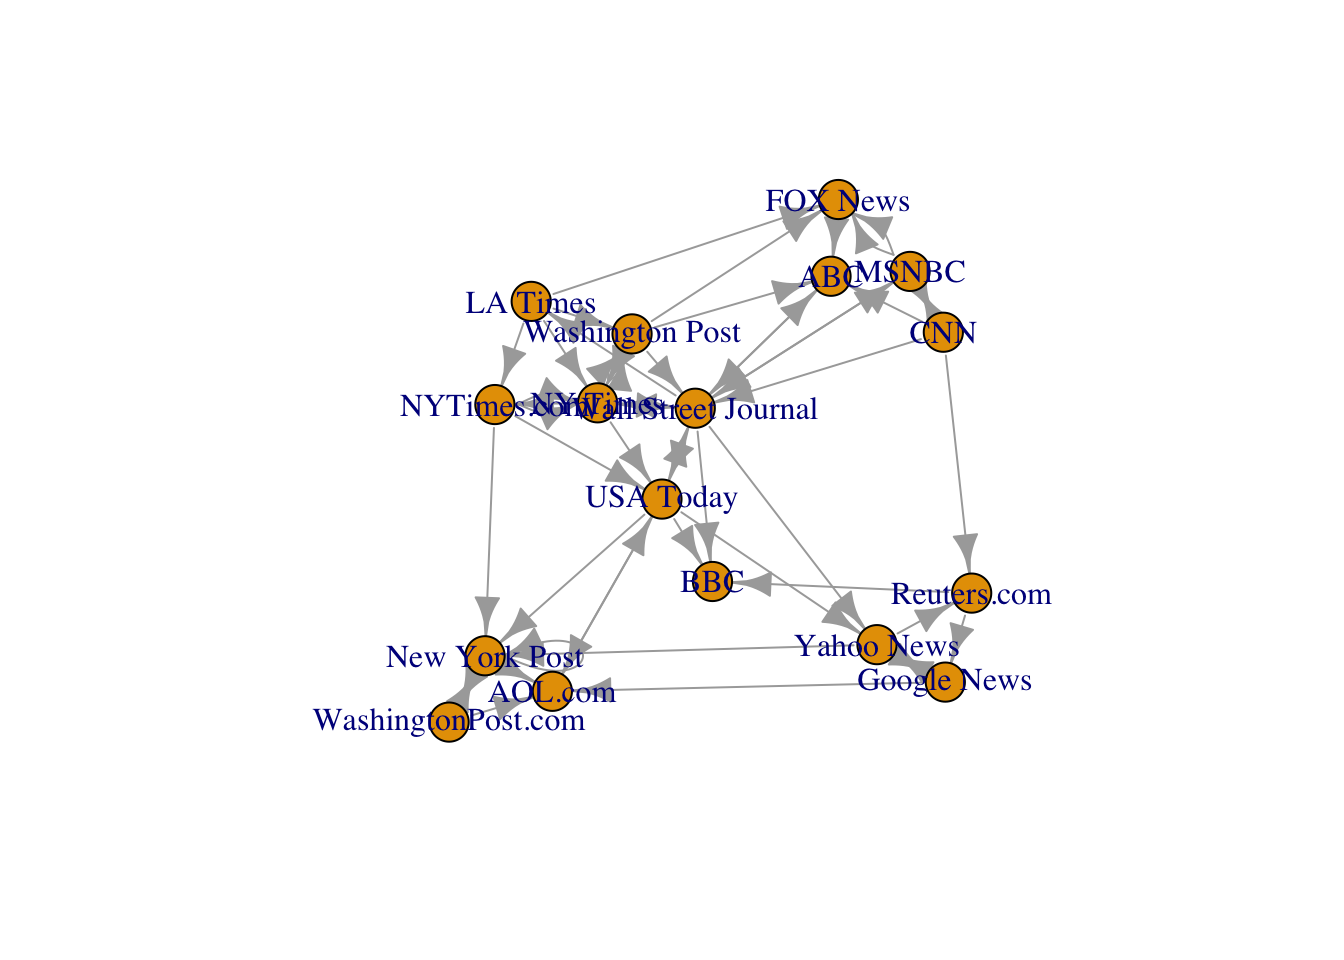 FOX News
ABC
MSNBC
LA Times
Washington Post
CNN
NYTimes.com
NY Times
Wall Street Journal
USA Today
BBC
Reuters.com
Yahoo News
New York Post
Google News
AOL.com
WashingtonPost.com